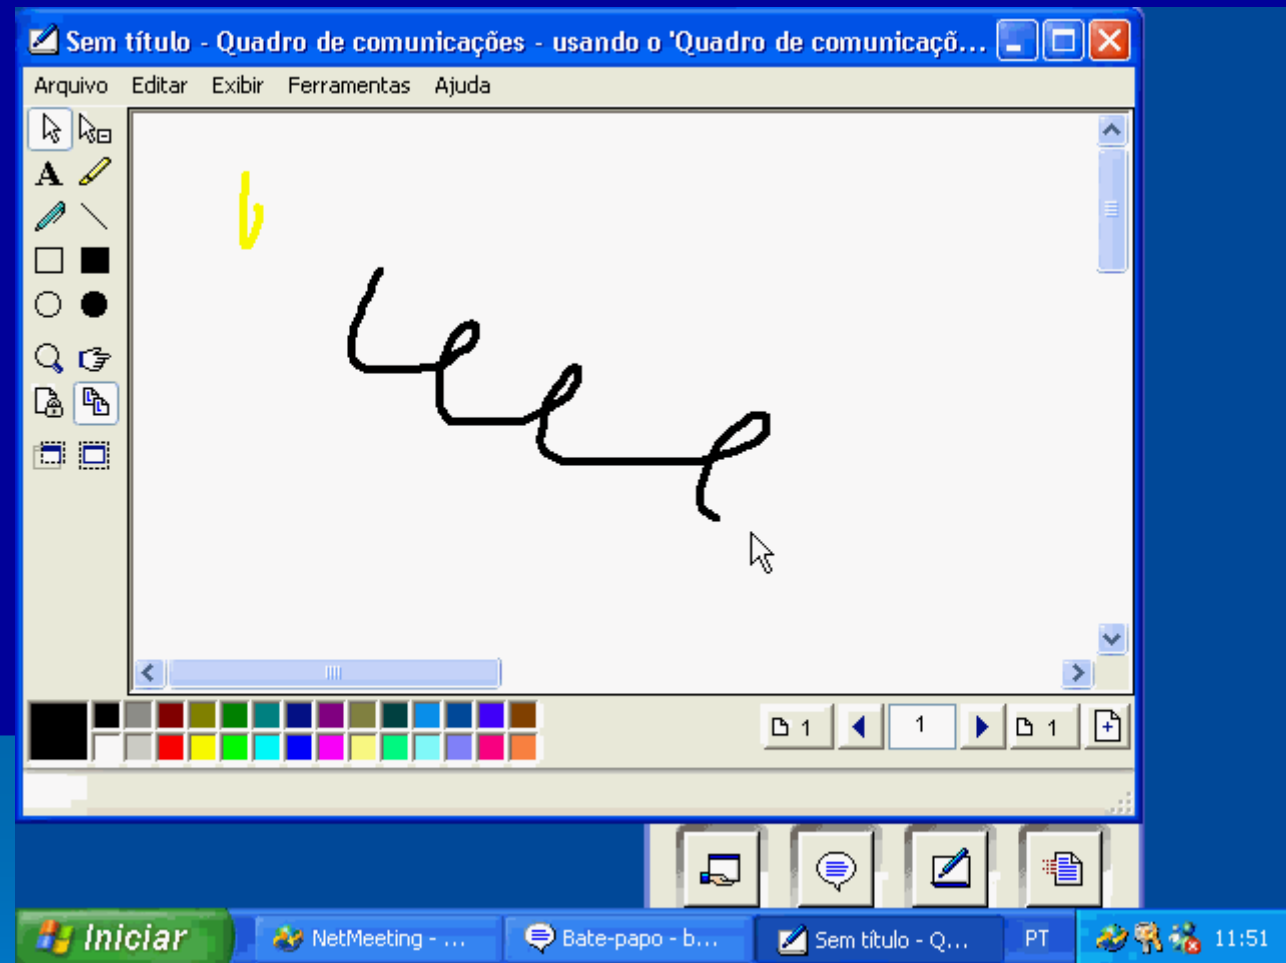 Sem título - Quadro de comunicações - usando o 'Quadro de comunicaçõ...
Arquivo Editar Exibir Ferramentas Ajuda
A
1 1 1
Iniciar NetMeeting - ... Bate-papo - b... Sem título - Q... PT 11:51